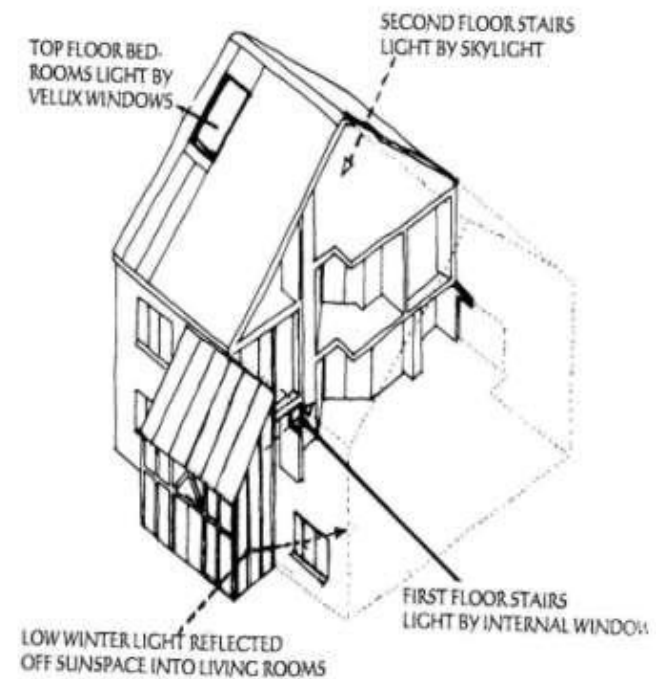 SECOND FLOOR STAIRS
LIGHT BY SKYLIGHT
TOP FLOOR BED-
ROOMS LIGHT BY
VELUX WINDOWS
FIRST FLOOR STAIRS
LIGHT BY INTERNAL WINDOW
LOW WINTER LIGHT REFLECTED
OFF SUNSPACE INTO LIVING ROOMS